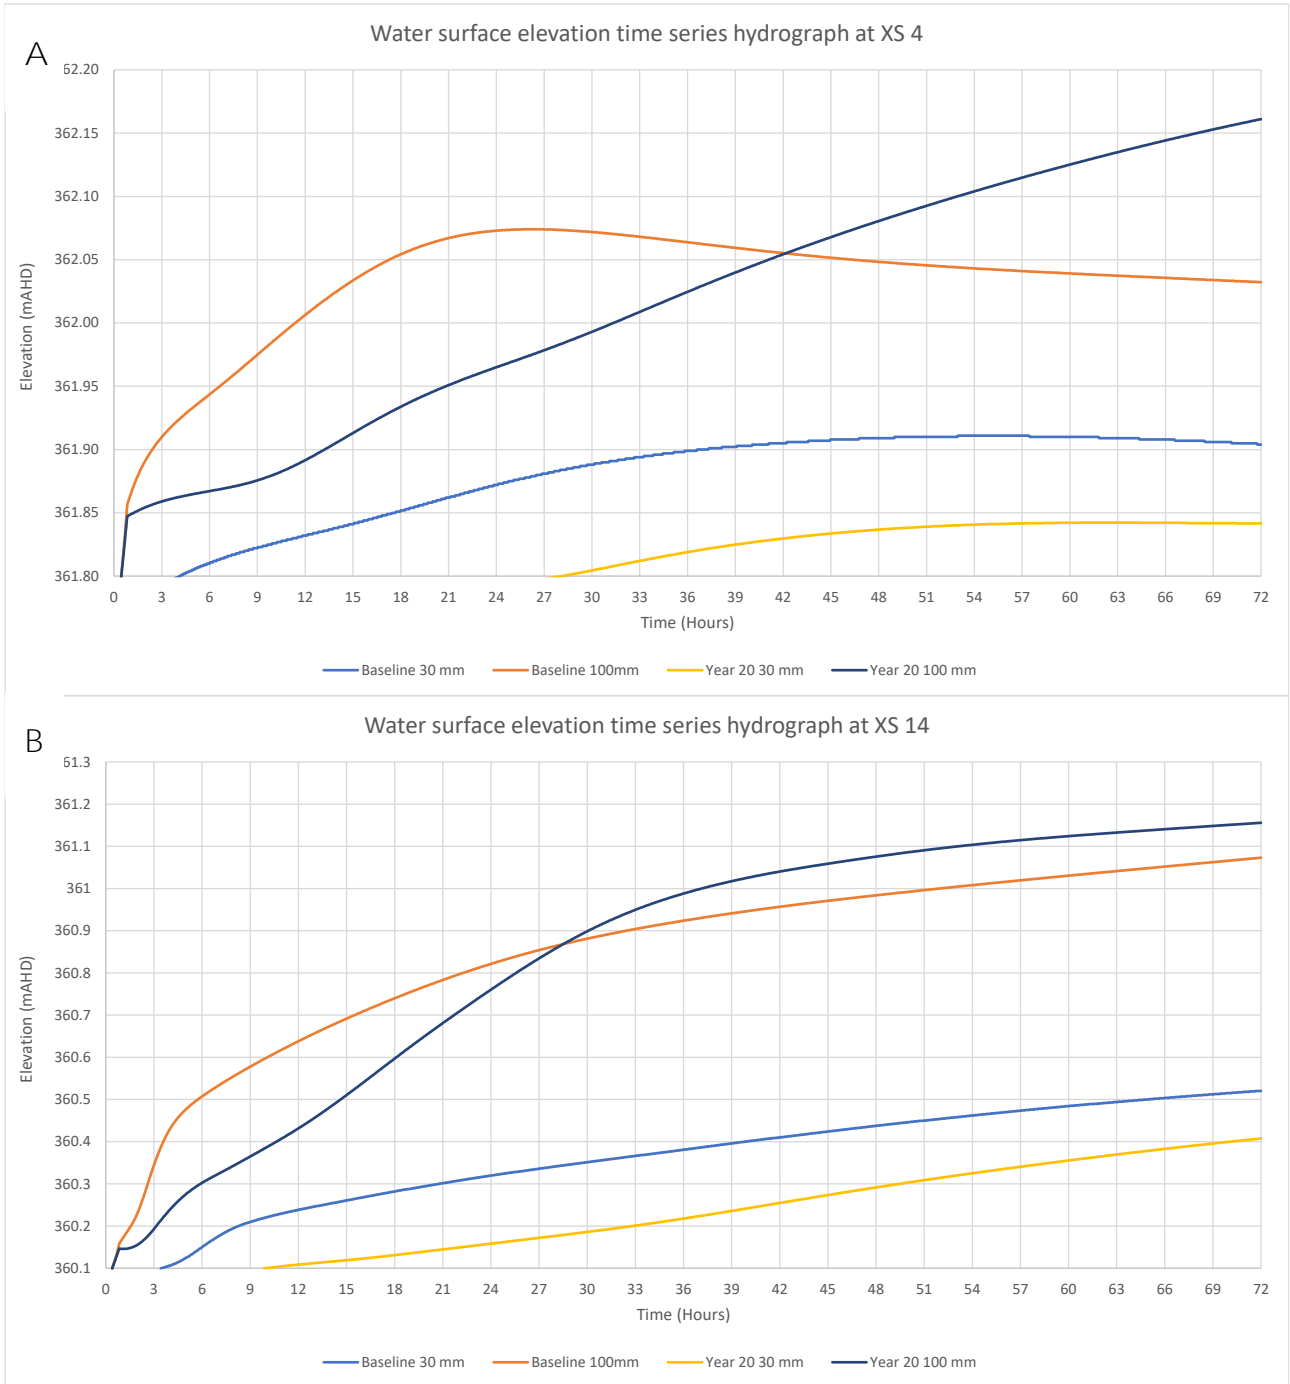 Water surface elevation time series hydrograph at XS 4
A
62.20
362.15
362.10
362.05
362.00
361.95
361.90
361.85
361.80
Elevation (mAHD)
0 3 6 9 12 15 18 21 24 27 30 33 36 39 42 45 48 51 54 57 60 63 66 69 72
Time (Hours)
Baseline 30 mm Baseline 100mm Year 20 30 mm Year 20 100 mm
Water surface elevation time series hydrograph at XS 14
B
61.3
361.2
361.1
361
360.9
360.8
360.7
360.6
360.5
360.4
360.3
360.2
360.1
Elevation (mAHD)
0 3 6 9 12 15 18 21 24 27 30 33 36 39 42 45 48 51 54 57 60 63 66 69 72
Time (Hours)
Baseline 30 mm Baseline 100mm Year 20 30 mm Year 20 100 mm